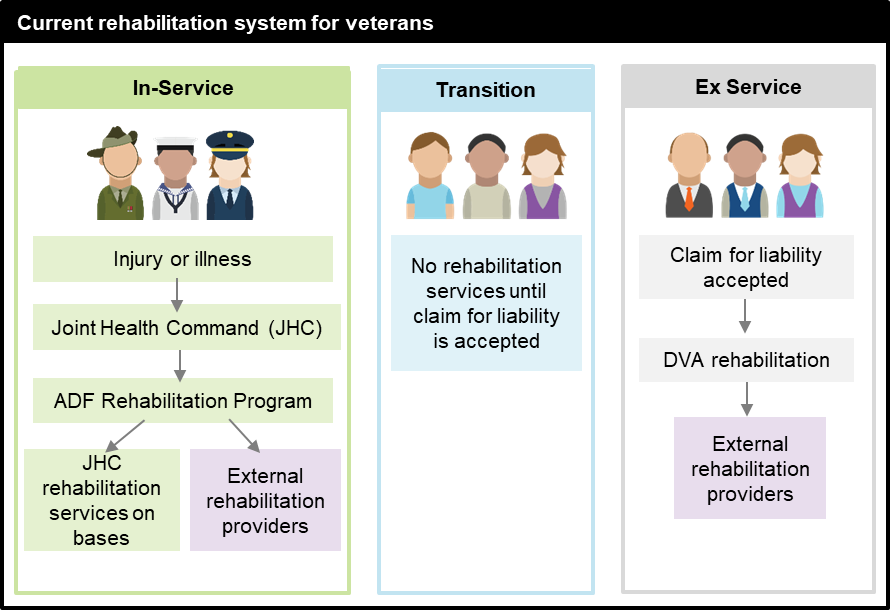 Current rehabilitation system for veterans
In-Service
Injury or illness
Joint Health Command (JHC)
ADF Rehabilitation Program
JHC
rehabilitation
services on
bases
External
rehabilitation
providers
Transition
No rehabilitation
services until
claim for liability
is accepted
Ex Service
Claim for liability
accepted
DVA rehabilitation
External
rehabilitation
providers